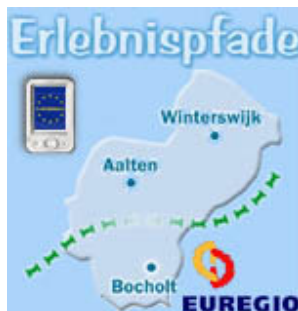 Erlebnispfade
Winterswijk
Aalten
Bocholt
EUREGIO